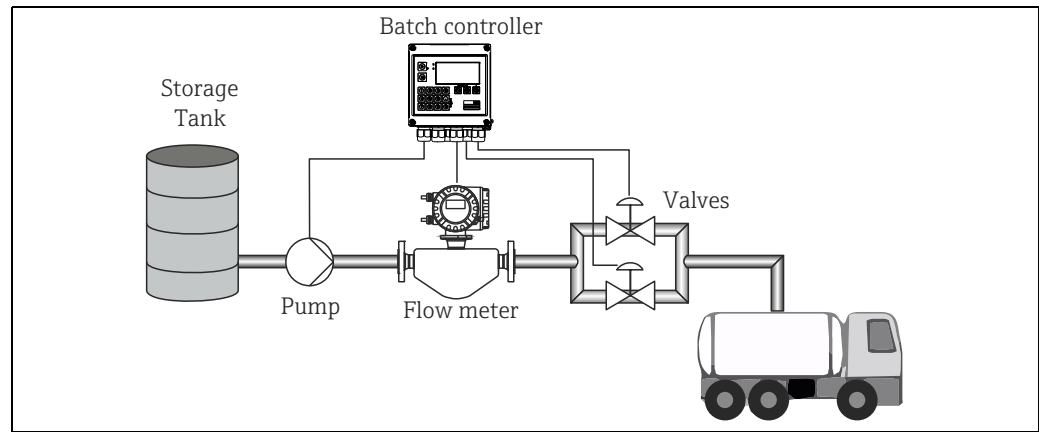 Batch controller
Storage
Tank
Valves
Pump
Flow meter